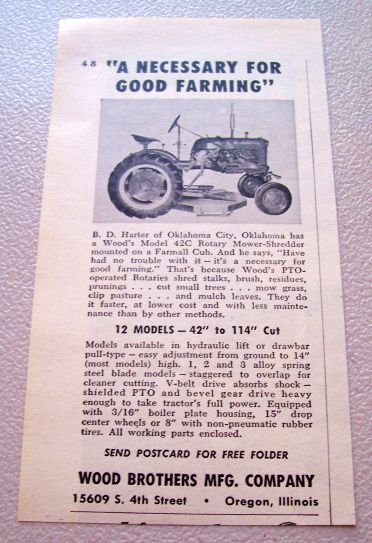 48 "A NECESSARY FOR
GOOD FARMING"
B. D. Harter of Oklahoma City, Oklahoma has
a Wood's Model 42C Rotary Mower-Shredder
mounted on a Farmall Cub. And he says, "Have
had no trouble with it — it's a necessary for
good farming." That's because Wood's PTO-
operated Rotaries shred stalks, brush, residues,
prunings . . . cut small trees . . . mow grass,
clip pasture . . . and mulch leaves. They do
it faster, at lower cost and with less mainte-
nance than by other methods.
12 MODELS — 42" to 114" Cut
Models available in hydraulic lift or drawbar
pull-type — easy adjustment from ground to 14"
(most models) high. 1, 2 and 3 alloy spring
steel blade models — staggered to overlap for
cleaner cutting. V-belt drive absorbs shock —
shielded PTO and bevel gear drive heavy
enough to take tractor's full power. Equipped
with 3/16" boiler plate housing, 15" drop
center wheels or 8" with non-pneumatic rubber
tires. All working parts enclosed.
SEND POSTCARD FOR FREE FOLDER
WOOD BROTHERS MFG. COMPANY
15609 S. 4th Street • Oregon, Illinois